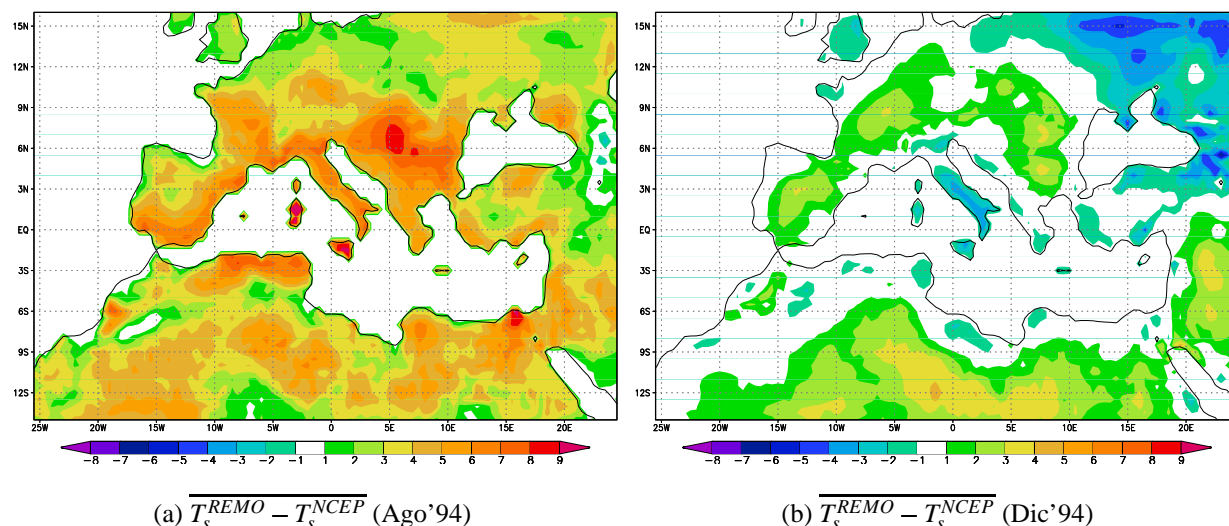 15N
12N
9N
6N
3N
EQ
3S
6S
9S
12S
25W 20W 15W 10W 5W 0 5E 10E 15E 20E
−8 −7 −6 −5 −4 −3 −2 −1 1 2 3 4 5 6 7 8 9
(a) T_s^REMO − T_s^NCEP (Ago’94)
15N
12N
9N
6N
3N
EQ
3S
6S
9S
12S
25W 20W 15W 10W 5W 0 5E 10E 15E 20E
−8 −7 −6 −5 −4 −3 −2 −1 1 2 3 4 5 6 7 8 9
(b) T_s^REMO − T_s^NCEP (Dic’94)